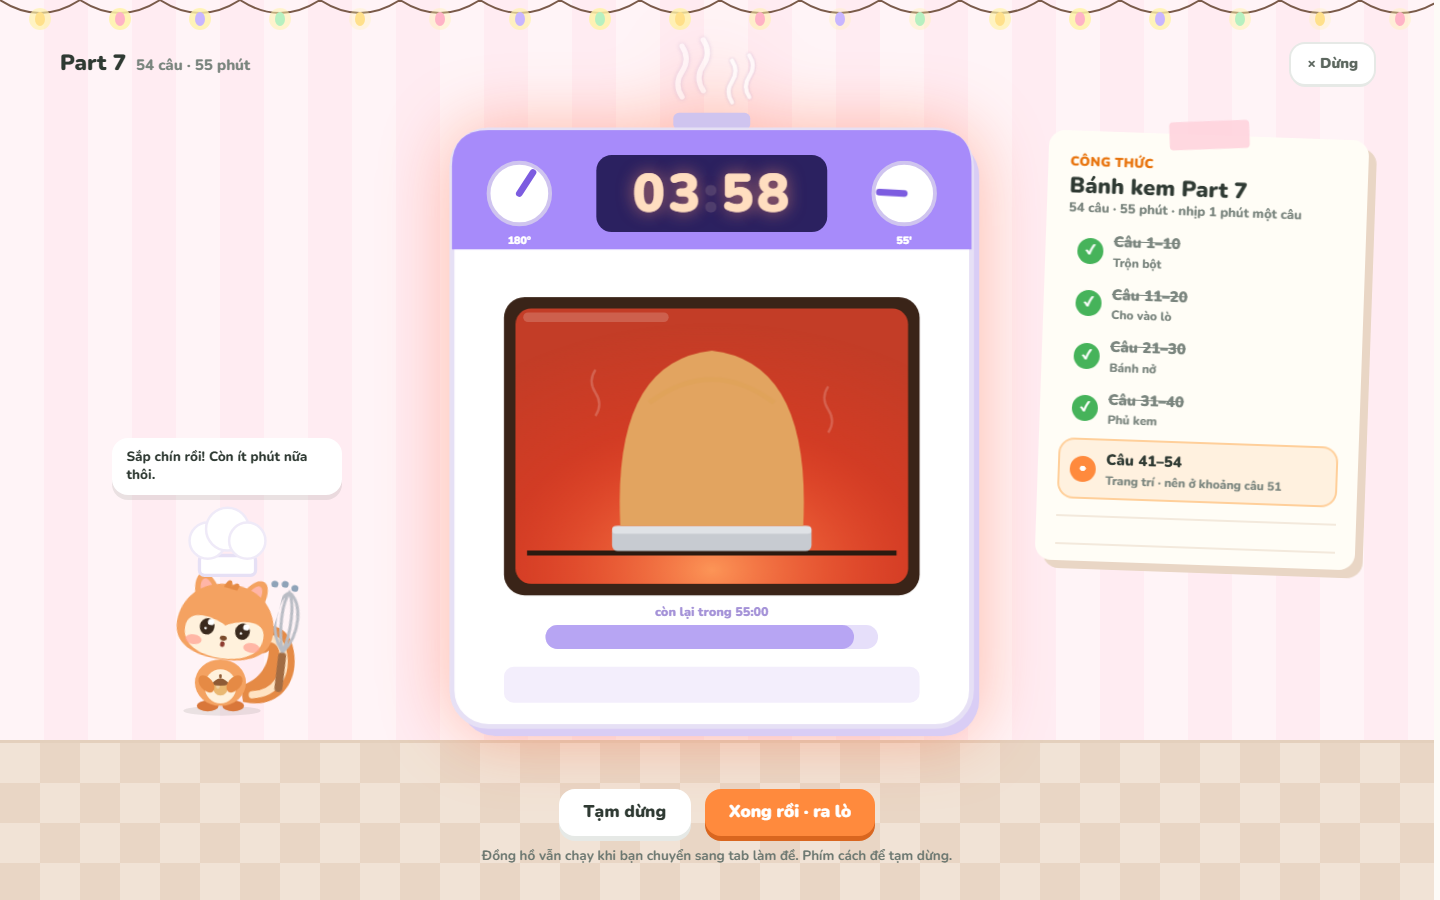 Part 7 54 câu · 55 phút
× Dừng
03:58
180°
55'
CÔNG THỨC
Bánh kem Part 7
54 câu · 55 phút · nhịp 1 phút một câu
Câu 1–10
Trộn bột
Câu 11–20
Cho vào lò
Câu 21–30
Bánh nở
Câu 31–40
Phủ kem
Câu 41–54
Trang trí · nên ở khoảng câu 51
Sắp chín rồi! Còn ít phút nữa
thôi.
còn lại trong 55:00
Tạm dừng
Xong rồi · ra lò
Đồng hồ vẫn chạy khi bạn chuyển sang tab làm đề. Phím cách để tạm dừng.